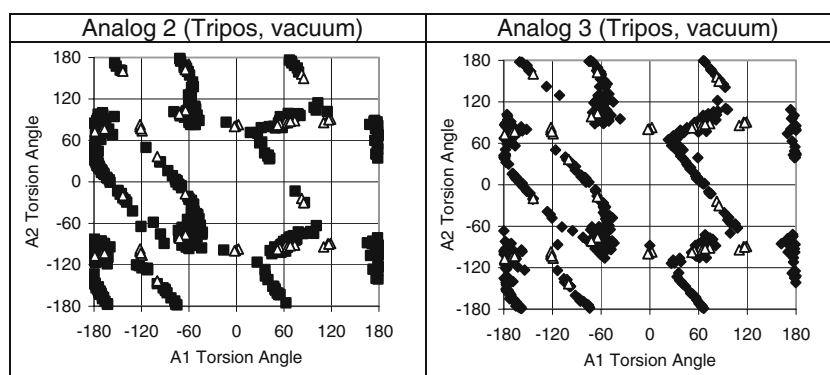 Analog 2 (Tripos, vacuum) Analog 3 (Tripos, vacuum)
180 180
120 120
60 60
0 0
-60 -60
-120 -120
-180 -180
-180 -120 -60 0 60 120 180 -180 -120 -60 0 60 120 180
A2 Torsion Angle A2 Torsion Angle
A1 Torsion Angle A1 Torsion Angle